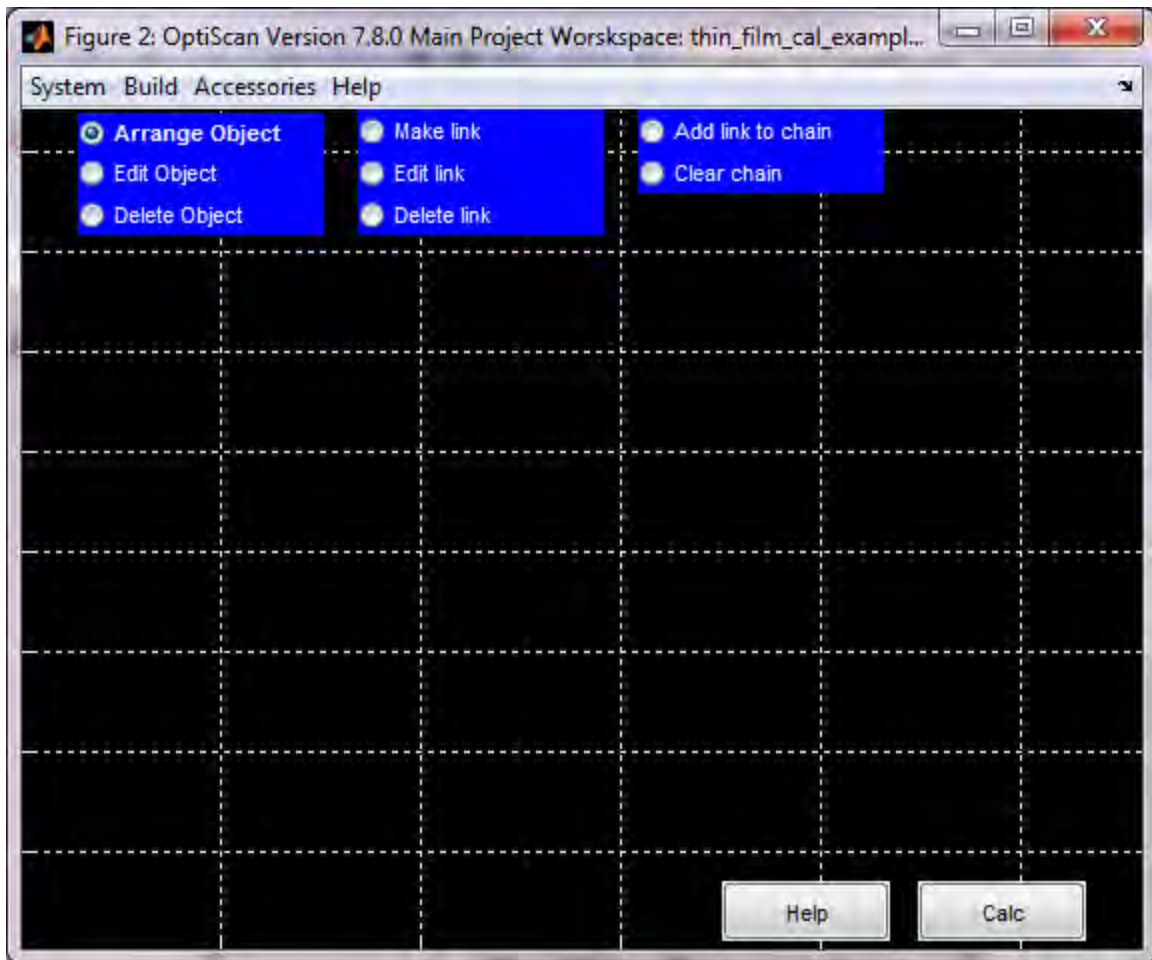 Figure 2: OptiScan Version 7.8.0 Main Project Worskspace: thin_film_cal_exampl...
System Build Accessories Help
Arrange Object
Edit Object
Delete Object
Make link
Edit link
Delete link
Add link to chain
Clear chain
Help
Calc